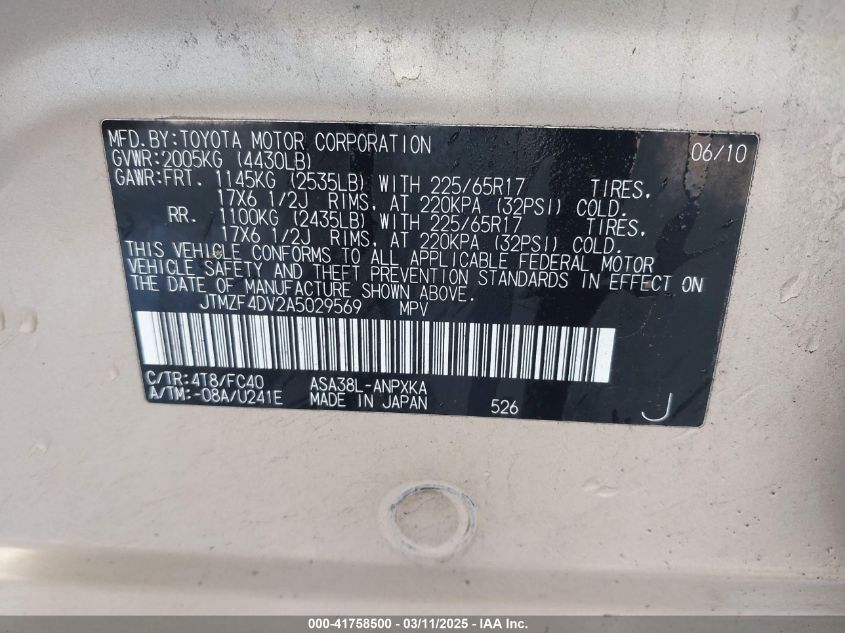 MFD.BY:TOYOTA MOTOR CORPORATION 06/10
GVWR:2005KG (4430LB)
GAWR:FRT. 1145KG (2535LB) WITH 225/65R17 TIRES,
17X6 1/2J RIMS, AT 220KPA (32PSI) COLD.
RR. 1100KG (2435LB) WITH 225/65R17 TIRES,
17X6 1/2J RIMS, AT 220KPA (32PSI) COLD.
THIS VEHICLE CONFORMS TO ALL APPLICABLE FEDERAL MOTOR
VEHICLE SAFETY AND THEFT PREVENTION STANDARDS IN EFFECT ON
THE DATE OF MANUFACTURE SHOWN ABOVE.
JTMZF4DV2A5029569 MPV
C/TR:4T8/FC40 ASA38L-ANPXKA
A/TM:-08A/U241E MADE IN JAPAN 526 J
000-41758500 - 03/11/2025 - IAA Inc.